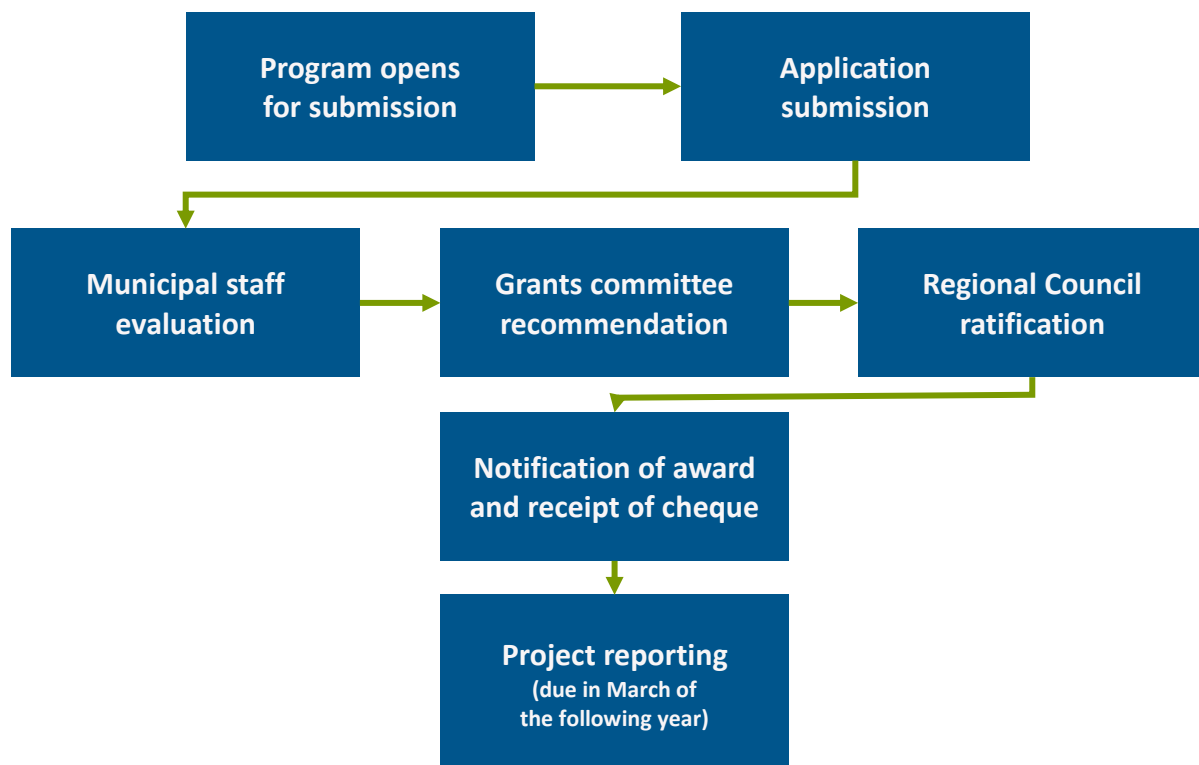 Program opens
for submission
Application
submission
Municipal staff
evaluation
Grants committee
recommendation
Regional Council
ratification
Notification of award
and receipt of cheque
Project reporting
(due in March of
the following year)